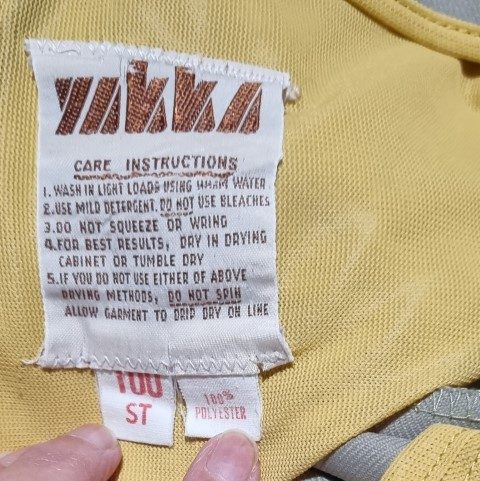 YAKKA
CARE INSTRUCTIONS
1. WASH IN LIGHT LOADS USING WARM WATER
2. USE MILD DETERGENT. DO NOT USE BLEACHES
3. DO NOT SQUEEZE OR WRING
4. FOR BEST RESULTS, DRY IN DRYING
CABINET OR TUMBLE DRY
5. IF YOU DO NOT USE EITHER OF ABOVE
DRYING METHODS, DO NOT SPIN
ALLOW GARMENT TO DRIP DRY ON LINE
100
ST
100%
POLYESTER